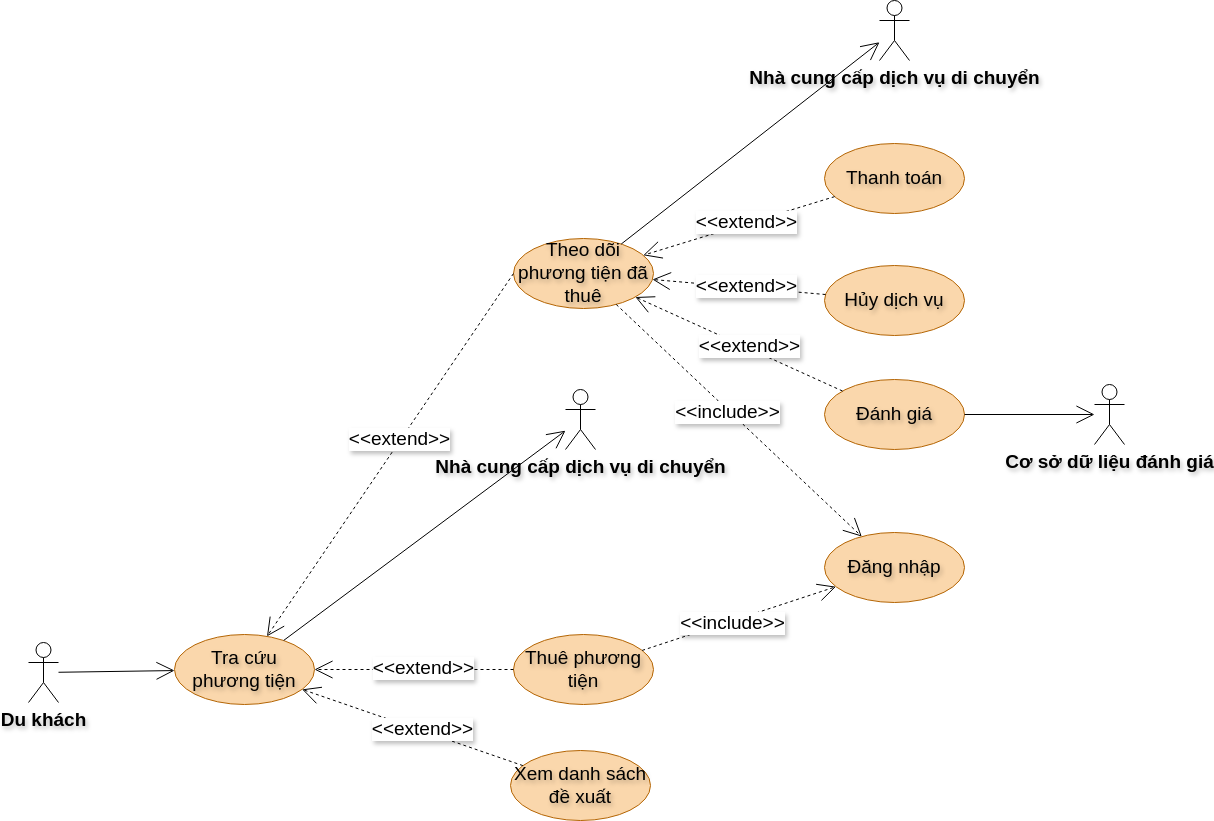 Nhà cung cấp dịch vụ di chuyển
Thanh toán
<<extend>>
Theo dõi
phương tiện đã
thuê
<<extend>>
Hủy dịch vụ
<<extend>>
<<include>>
Đánh giá
<<extend>>
Nhà cung cấp dịch vụ di chuyển
Cơ sở dữ liệu đánh giá
Đăng nhập
<<include>>
Du khách
Tra cứu
phương tiện
<<extend>>
Thuê phương
tiện
<<extend>>
Xem danh sách
đề xuất